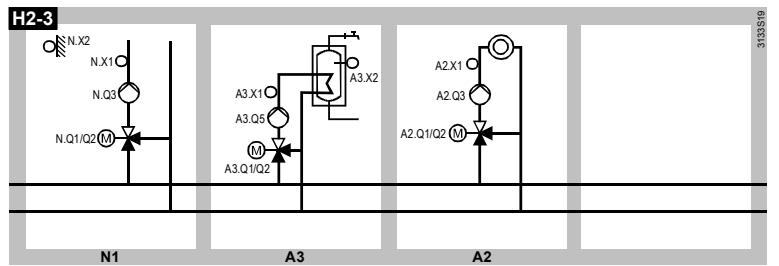 H2-3
N.X2
N.X1
N.Q3
N.Q1/Q2
M
N1
A3.X2
A3.X1
A3.Q5
M
A3.Q1/Q2
A3
A2.X1
A2.Q3
A2.Q1/Q2
M
A2
3133S19